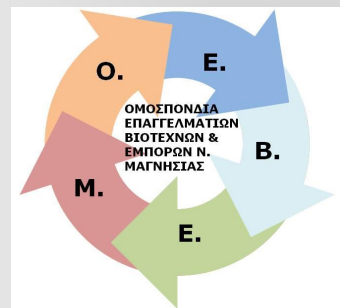 Ο.
Ε.
Β.
Ε.
Μ.
ΟΜΟΣΠΟΝΔΙΑ
ΕΠΑΓΓΕΛΜΑΤΙΩΝ
ΒΙΟΤΕΧΝΩΝ &
ΕΜΠΟΡΩΝ Ν.
ΜΑΓΝΗΣΙΑΣ